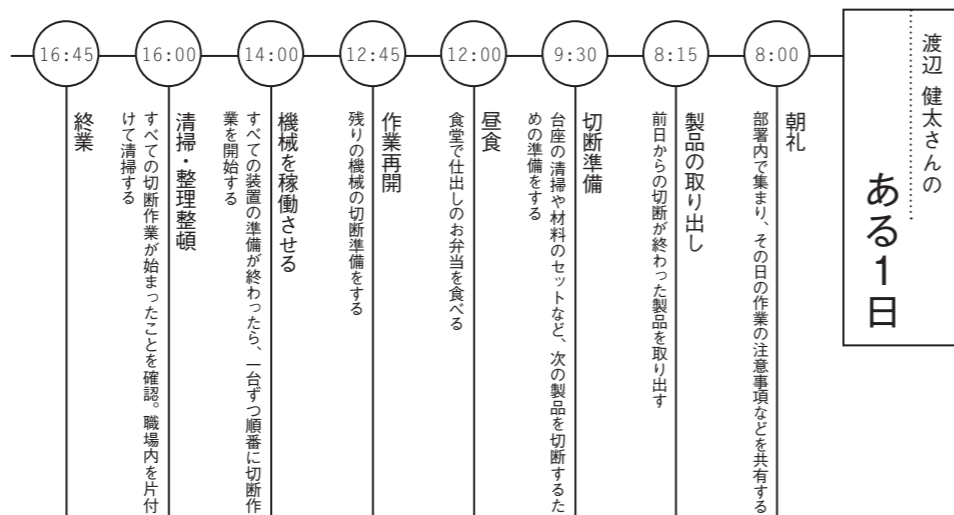 渡辺 健太さんの
ある1日
8:00
朝礼
部署内で集まり、その日の作業の注意事項などを共有する
8:15
製品の取り出し
前日からの切断が終わった製品を取り出す
9:30
切断準備
台座の清掃や材料のセットなど、次の製品を切断するた
めの準備をする
12:00
昼食
食堂で仕出しのお弁当を食べる
12:45
作業再開
残りの機械の切断準備をする
14:00
機械を稼働させる
すべての装置の準備が終わったら、一台ずつ順番に切断作
業を開始する
16:00
清掃・整理整頓
すべての切断作業が始まったことを確認。職場内を片付
けて清掃する
16:45
終業